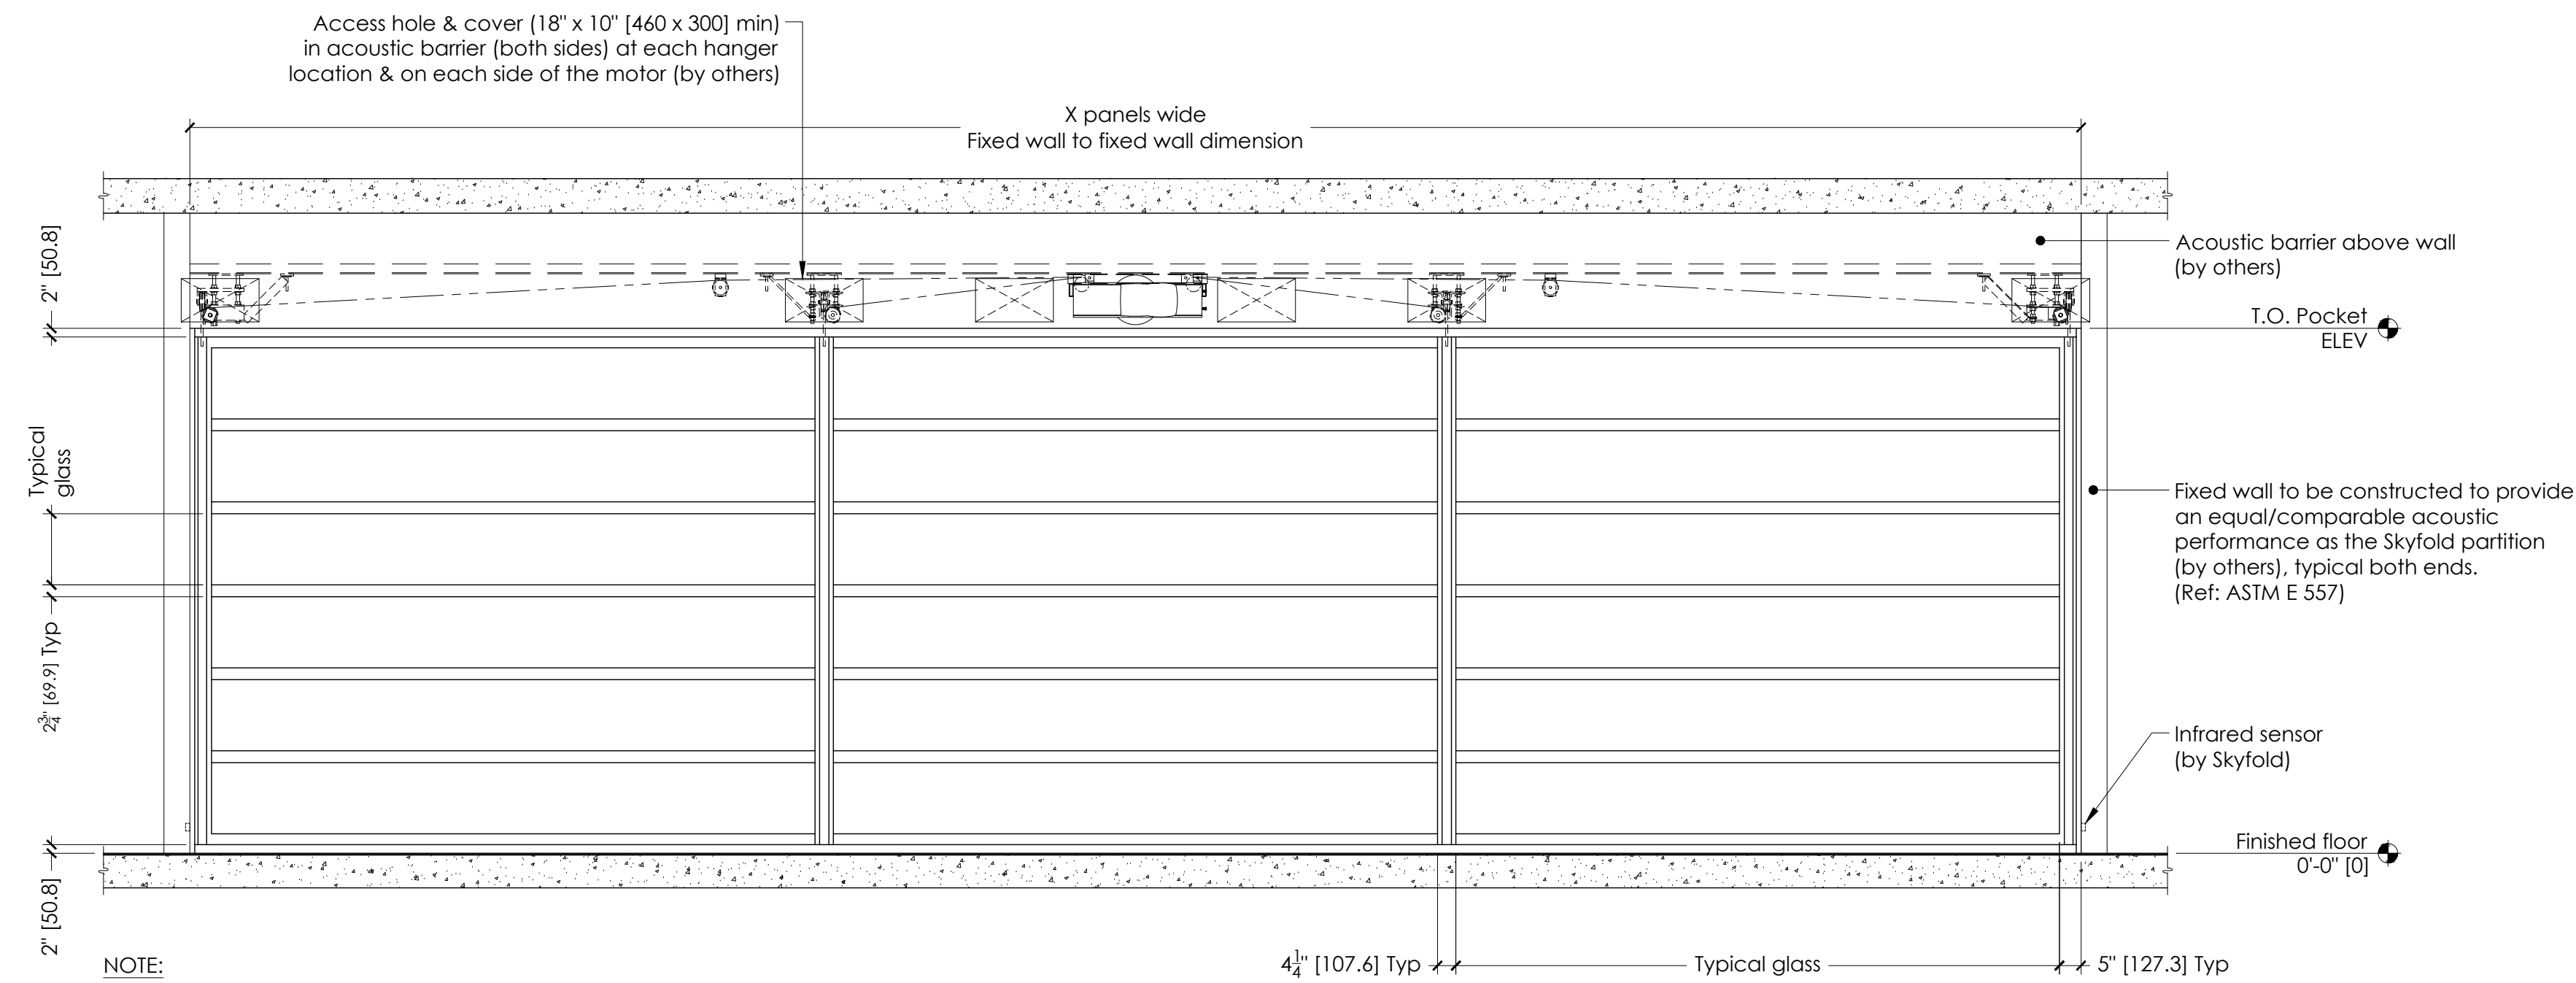 Access hole & cover (18" x 10" [460 x 300] min)
in acoustic barrier (both sides) at each hanger
location & on each side of the motor (by others)
X panels wide
Fixed wall to fixed wall dimension
2" [50.8]
Acoustic barrier above wall
(by others)
T.O. Pocket
ELEV
Typical
glass
Fixed wall to be constructed to provide
an equal/comparable acoustic
performance as the Skyfold partition
(by others), typical both ends.
(Ref: ASTM E 557)
2 3/4" [69.9] Typ
Infrared sensor
(by Skyfold)
Finished floor
0'-0" [0]
2" [50.8]
NOTE:
4 1/4" [107.6] Typ
Typical glass
5" [127.3] Typ